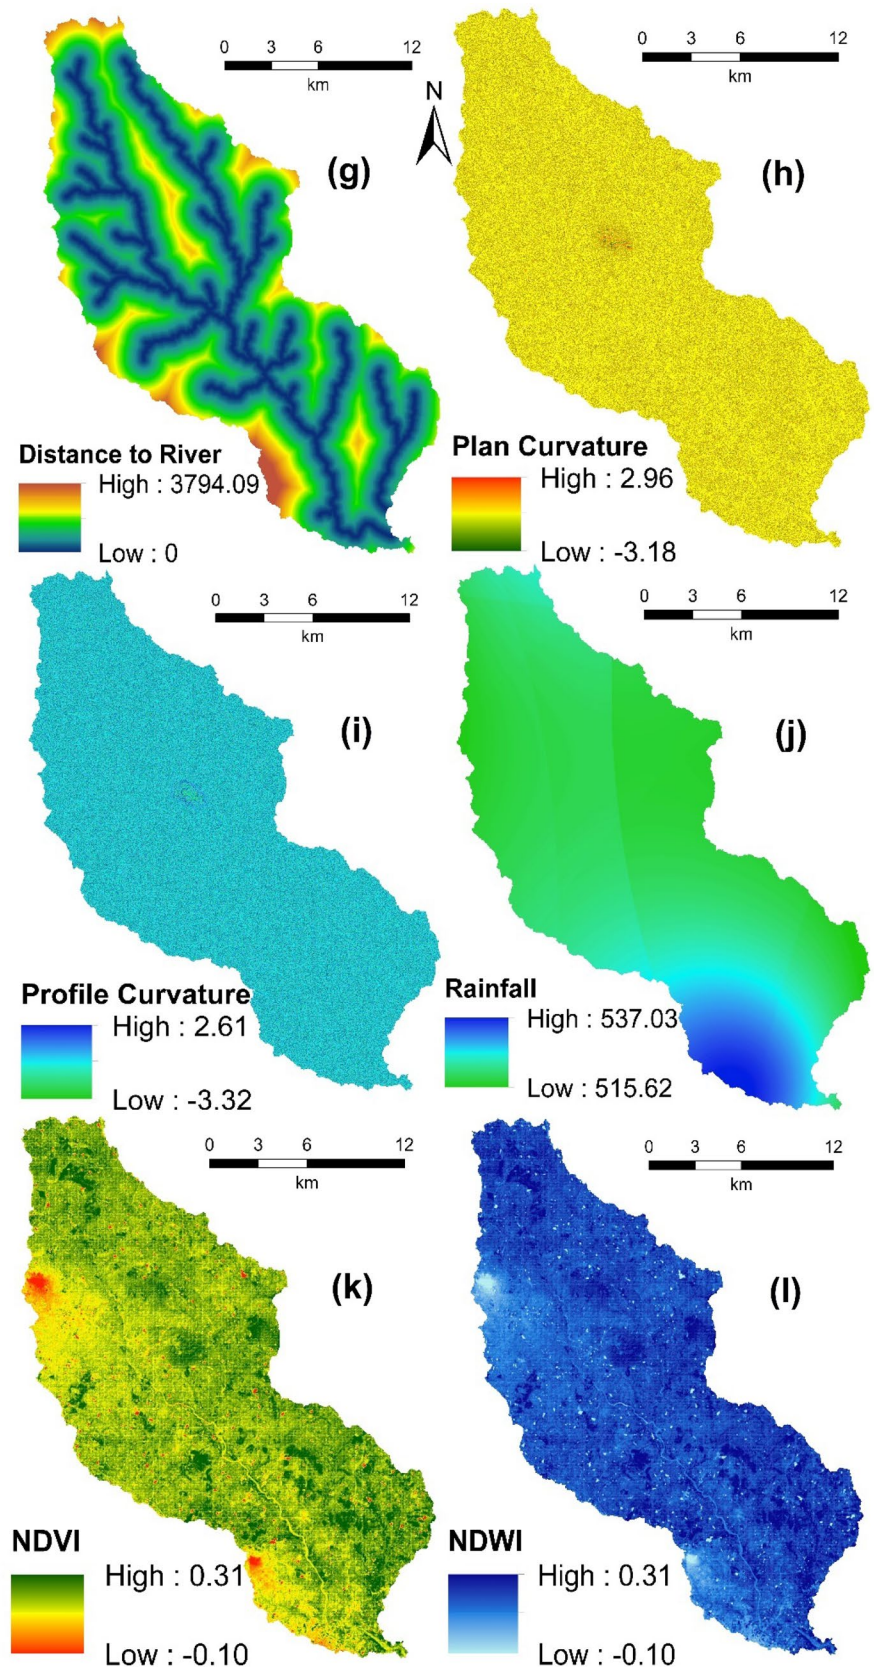 0 3 6 12
km
N
(g)
Distance to River
High : 3794.09
Low : 0
0 3 6 12
km
(h)
Plan Curvature
High : 2.96
Low : -3.18
0 3 6 12
km
(i)
Profile Curvature
High : 2.61
Low : -3.32
0 3 6 12
km
(j)
Rainfall
High : 537.03
Low : 515.62
0 3 6 12
km
(k)
NDVI
High : 0.31
Low : -0.10
0 3 6 12
km
(l)
NDWI
High : 0.31
Low : -0.10